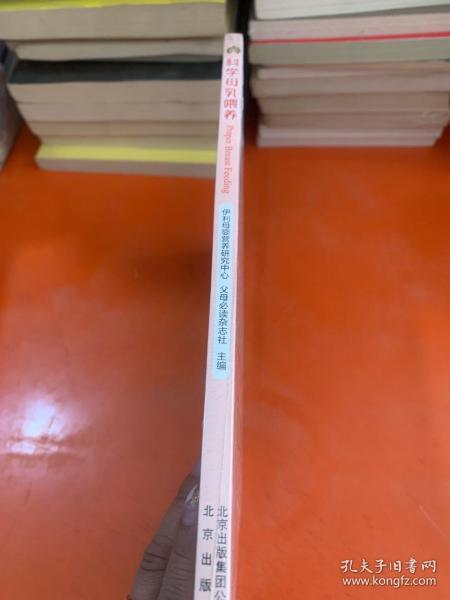 科学母乳喂养
Proper Breast Feeding
伊利母婴营养研究中心 父母必读杂志社 主编
北京出版集团公
北京出版
孔夫子旧书网
www.kongfz.com